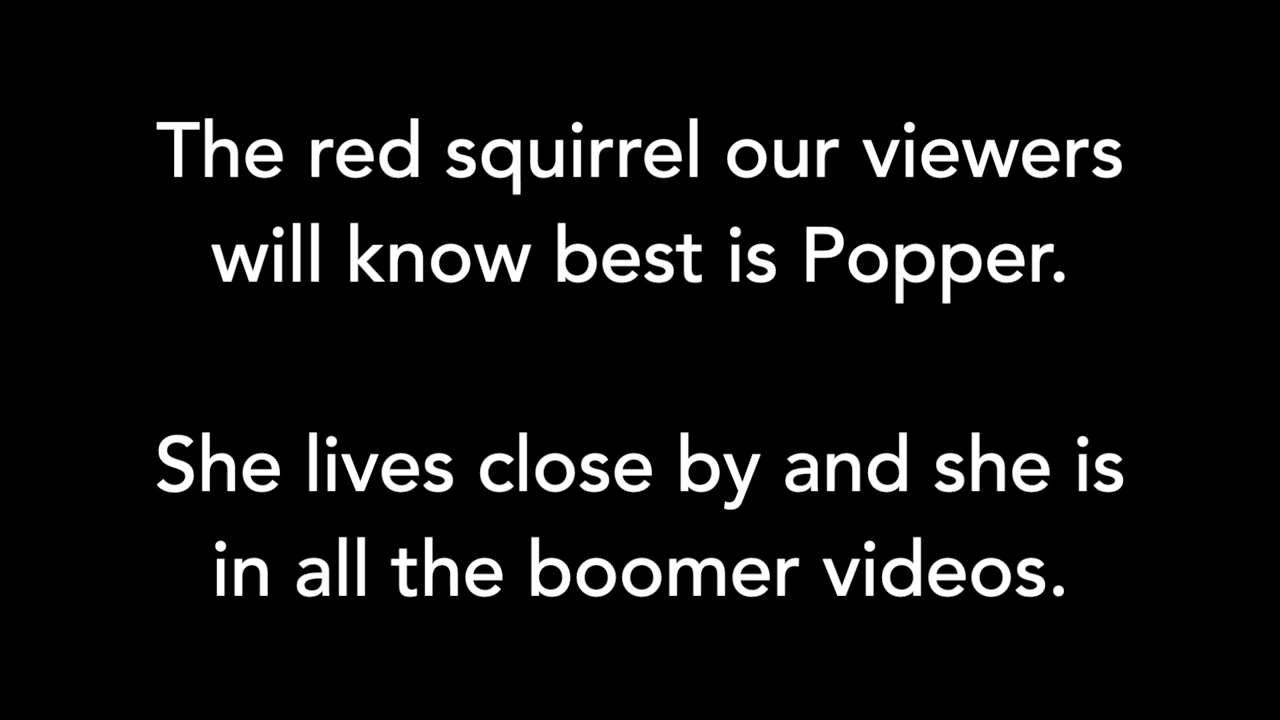 The red squirrel our viewers
will know best is Popper.
She lives close by and she is
in all the boomer videos.